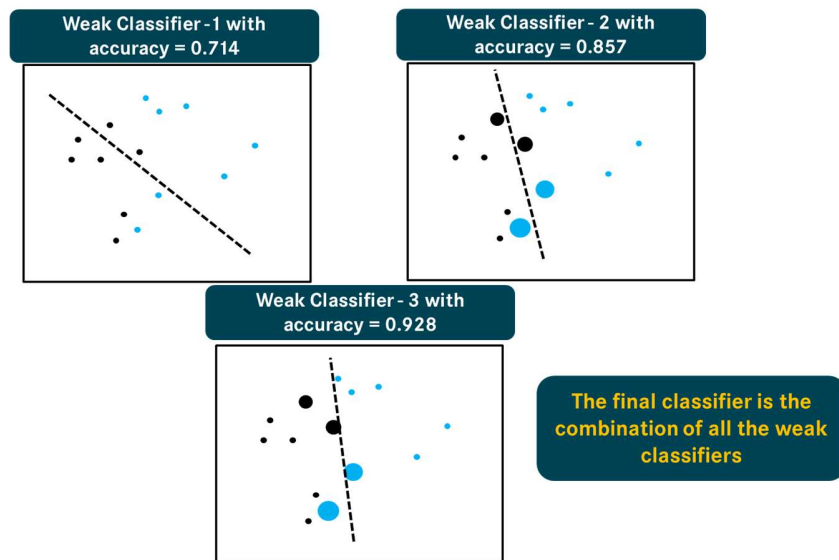 Weak Classifier - 1 with
accuracy = 0.714
Weak Classifier - 2 with
accuracy = 0.857
Weak Classifier - 3 with
accuracy = 0.928
The final classifier is the
combination of all the weak
classifiers